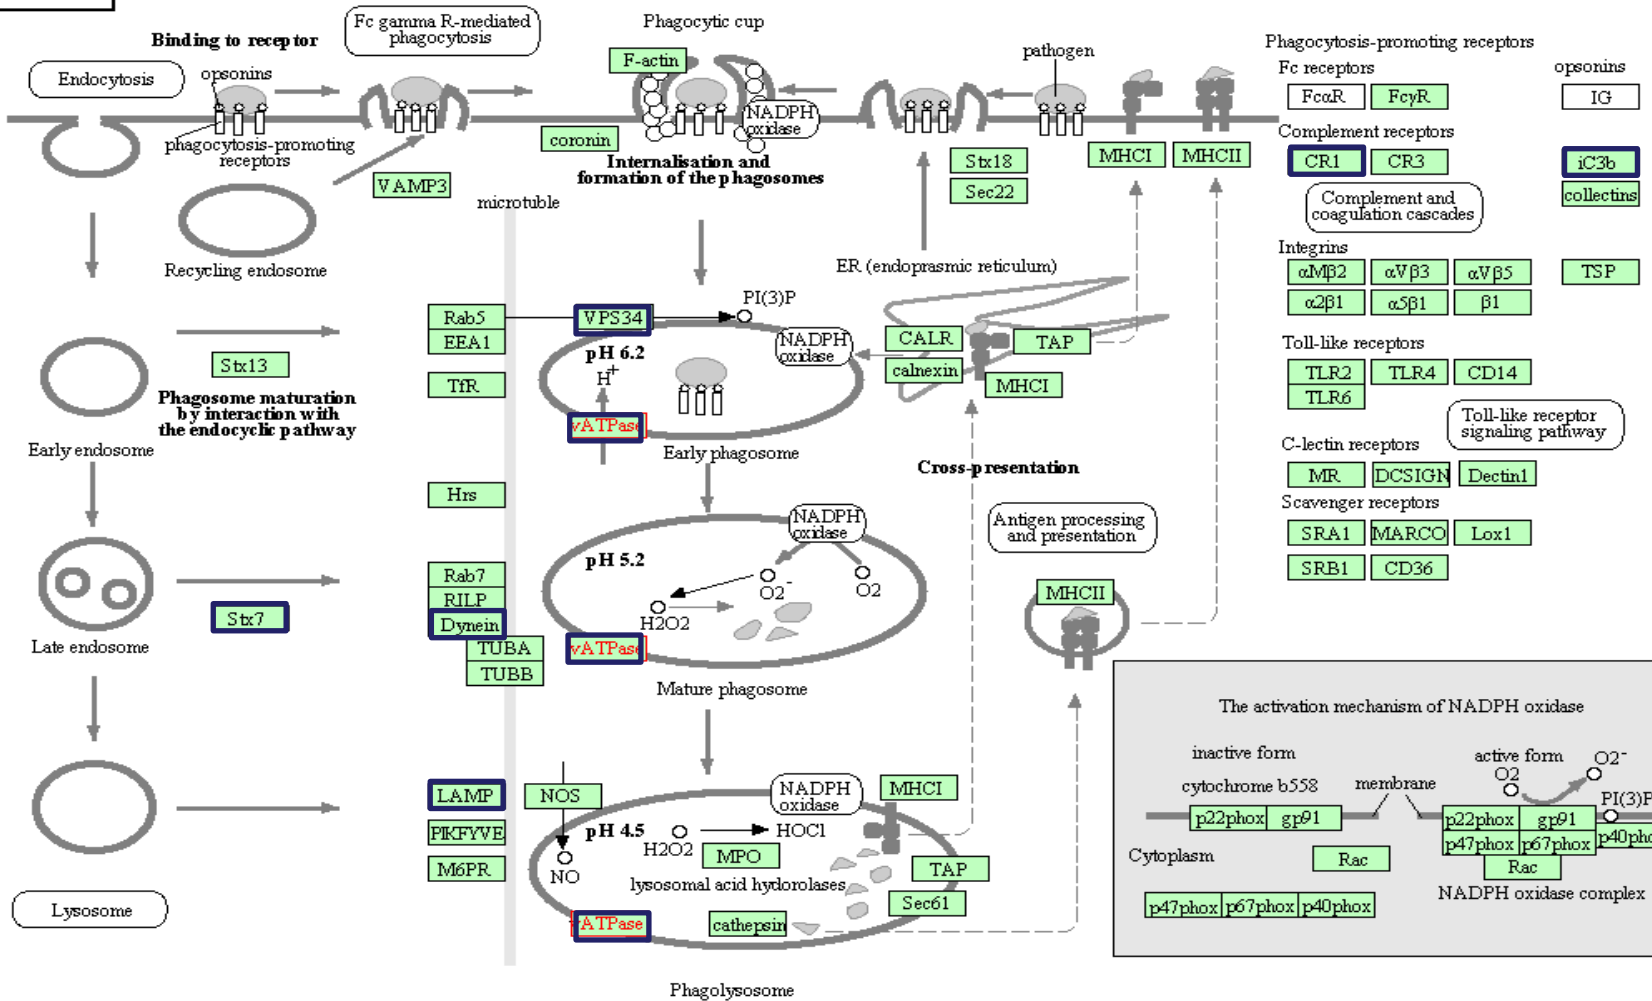 Fc gamma R-mediated
phagocytosis
Phagocytic cup
Binding to receptor
Endocytosis
opsonins
F-actin
pathogen
Phagocytosis-promoting receptors
Fc receptors
opsonins
FcαR
FcγR
IG
NADPH
oxidase
phagocytosis-promoting
receptors
coronin
Internalisation and
formation of the phagosomes
Stx18
Sec22
MHCI
MHCII
Complement receptors
CR1
CR3
iC3b
collectins
Complement and
coagulation cascades
VAMP3
microtuble
Recycling endosome
ER (endoprasmic reticulum)
Integrins
αMβ2
αVβ3
αVβ5
TSP
α2β1
α5β1
β1
Rab5
EEA1
VPS34
PI(3)P
NADPH
oxidase
CALR
calnexin
TAP
MHCI
Toll-like receptors
TLR2
TLR4
CD14
TLR6
Toll-like receptor
signaling pathway
Stx13
TfR
pH 6.2
H+
vATPase
Phagosome maturation
by interaction with
the endocyclic pathway
Early endosome
Early phagosome
Cross-presentation
C-lectin receptors
MR
DCSIGN
Dectin1
Scavenger receptors
SRA1
MARCO
Lox1
SRB1
CD36
Hrs
NADPH
oxidase
Antigen processing
and presentation
pH 5.2
O2-
O2
H2O2
MHCII
Rab7
RILP
Dynein
TUBA
TUBB
Stx7
Late endosome
vATPase
Mature phagosome
The activation mechanism of NADPH oxidase
inactive form
active form
O2-
O2
cytochrome b558
membrane
PI(3)P
p22phox
gp91
p22phox
gp91
p47phox
p67phox
Cytoplasm
Rac
Rac
NADPH oxidase complex
p47phox
p67phox
p40phox
LAMP
PIKFYVE
M6PR
NOS
NADPH
oxidase
MHCI
pH 4.5
H2O2
HOCl
MPO
NO
lysosomal acid hydorolases
TAP
Sec61
vATPase
cathepsin
Lysosome
Phagolysosome